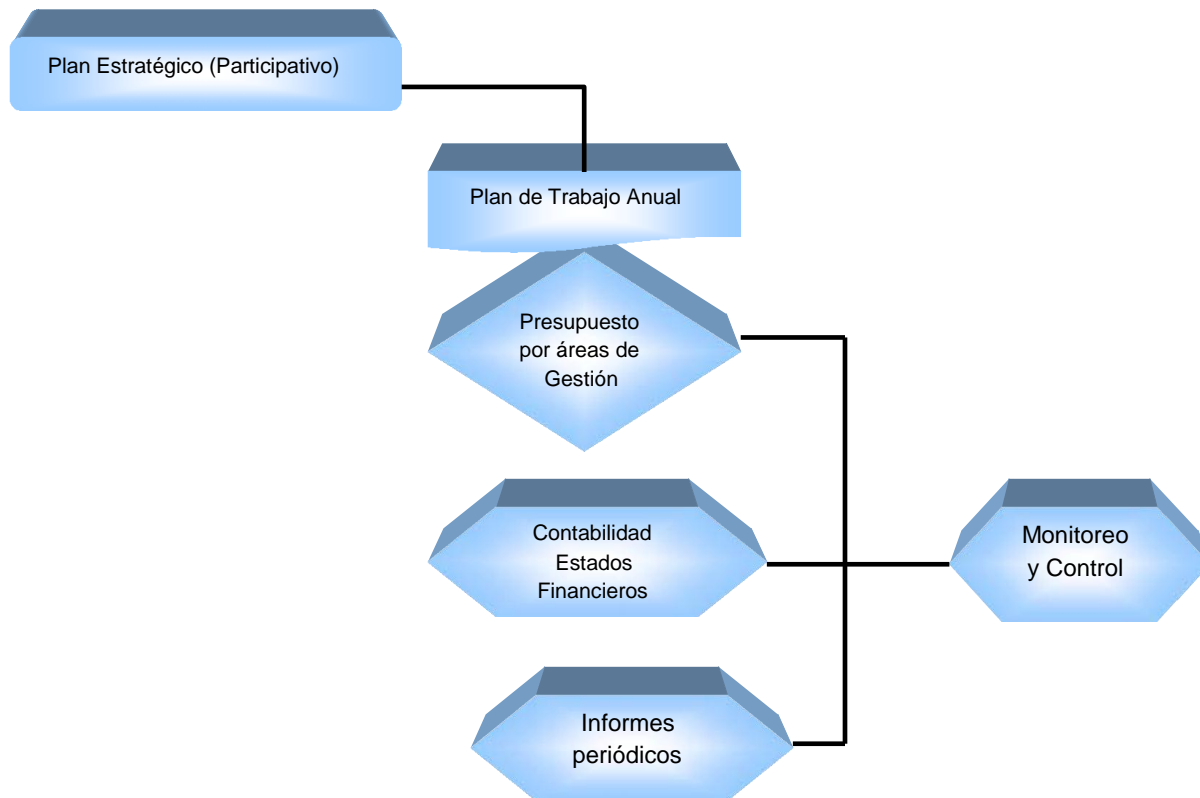 Plan Estratégico (Participativo)
Plan de Trabajo Anual
Presupuesto
por áreas de
Gestión
Contabilidad
Estados
Financieros
Monitoreo
y Control
Informes
periódicos